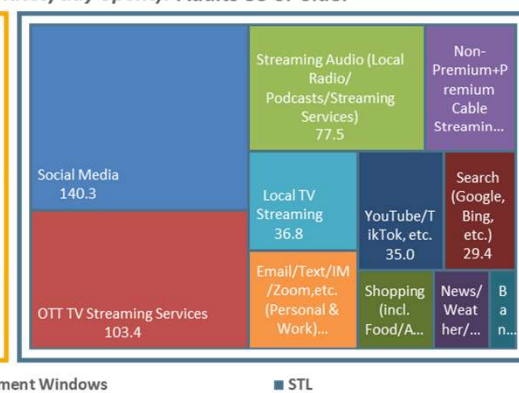 Social Media
140.3
OTT TV Streaming Services
103.4
Streaming Audio (Local
Radio/
Podcasts/Streaming
Services)
77.5
Non-
Premium+P
remium
Cable
Streamin...
Local TV
Streaming
36.8
YouTube/T
ikTok, etc.
35.0
Search
(Google,
Bing,
etc.)
29.4
Email/Text/IM
/Zoom,etc.
(Personal &
Work)...
Shopping
(incl.
Food/A...
News/
Weat
her/...
B
a
n...
Windows
STL